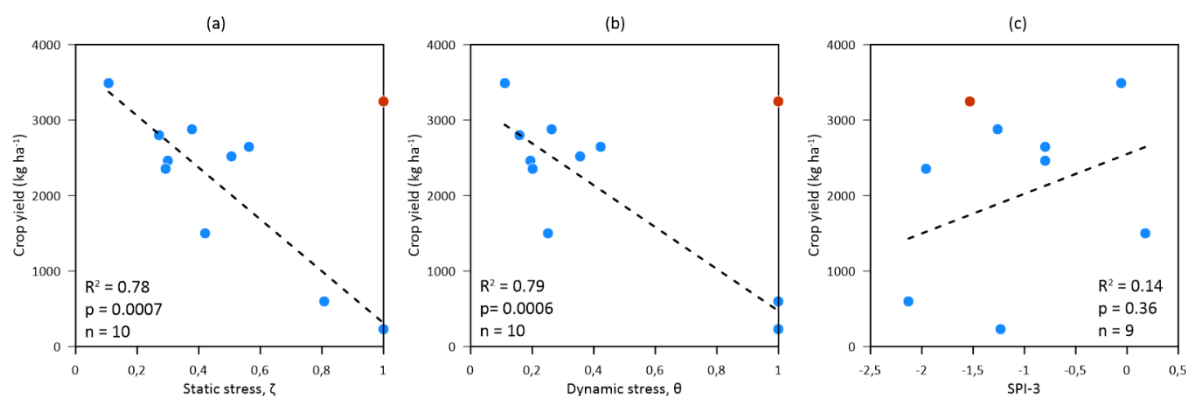 (a)
4000
3000
2000
1000
0
Crop yield (kg ha⁻¹)
R² = 0.78
p = 0.0007
n = 10
0 0,2 0,4 0,6 0,8 1
Static stress, ζ
(b)
4000
3000
2000
1000
0
Crop yield (kg ha⁻¹)
R² = 0.79
p= 0.0006
n = 10
0 0,2 0,4 0,6 0,8 1
Dynamic stress, θ
(c)
4000
3000
2000
1000
0
Crop yield (kg ha⁻¹)
R² = 0.14
p = 0.36
n = 9
-2,5 -2 -1,5 -1 -0,5 0 0,5
SPI-3